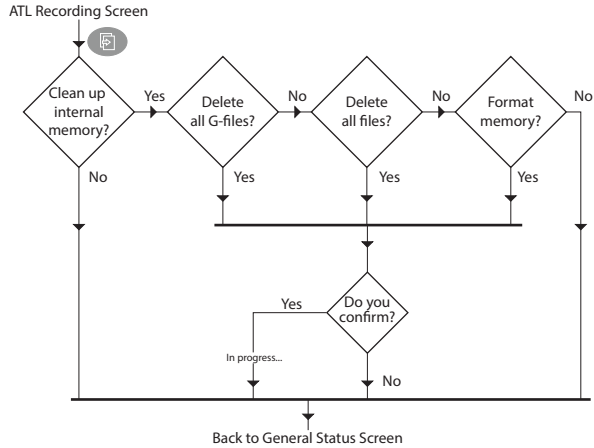 ATL Recording Screen
Clean up
internal
memory?
Yes
Delete
all G-files?
No
Delete
all files?
No
Format
memory?
No
No
Yes
Yes
Yes
Do you
confirm?
Yes
In progress...
No
Back to General Status Screen